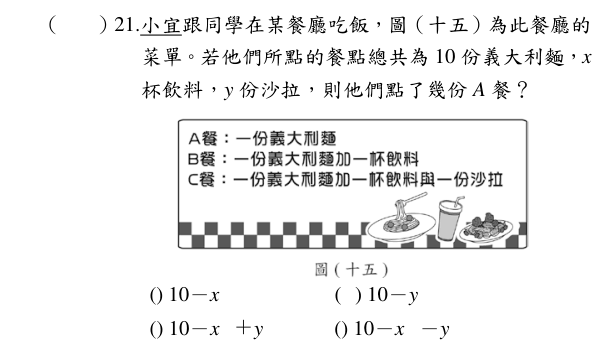 (　　)21.小宜跟同學在某餐廳吃飯，圖(十五)為此餐廳的
菜單。若他們所點的餐點總共為 10 份義大利麵，x
杯飲料，y 份沙拉，則他們點了幾份 A 餐？
A餐：一份義大利麵
B餐：一份義大利麵加一杯飲料
C餐：一份義大利麵加一杯飲料與一份沙拉
圖(十五)
() 10－x　( ) 10－y
() 10－x ＋y　() 10－x －y